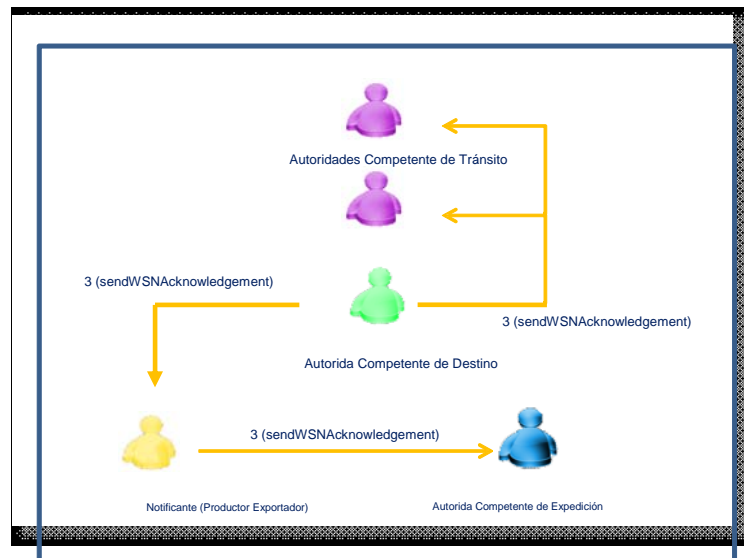 Autoridades Competente de Tránsito
3 (sendWSNAcknowledgement)
3 (sendWSNAcknowledgement)
Autorida Competente de Destino
3 (sendWSNAcknowledgement)
Notificante (Productor Exportador)
Autorida Competente de Expedición